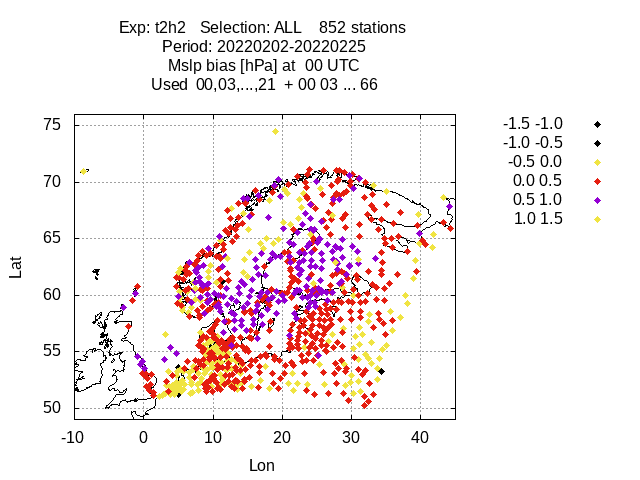 Exp: t2h2 Selection: ALL 852 stations
Period: 20220202-20220225
Mslp bias [hPa] at 00 UTC
Used 00,03,...,21 + 00 03 ... 66
-1.5 -1.0
-1.0 -0.5
-0.5 0.0
0.0 0.5
0.5 1.0
1.0 1.5
75
70
65
60
55
50
Lat
-10 0 10 20 30 40
Lon